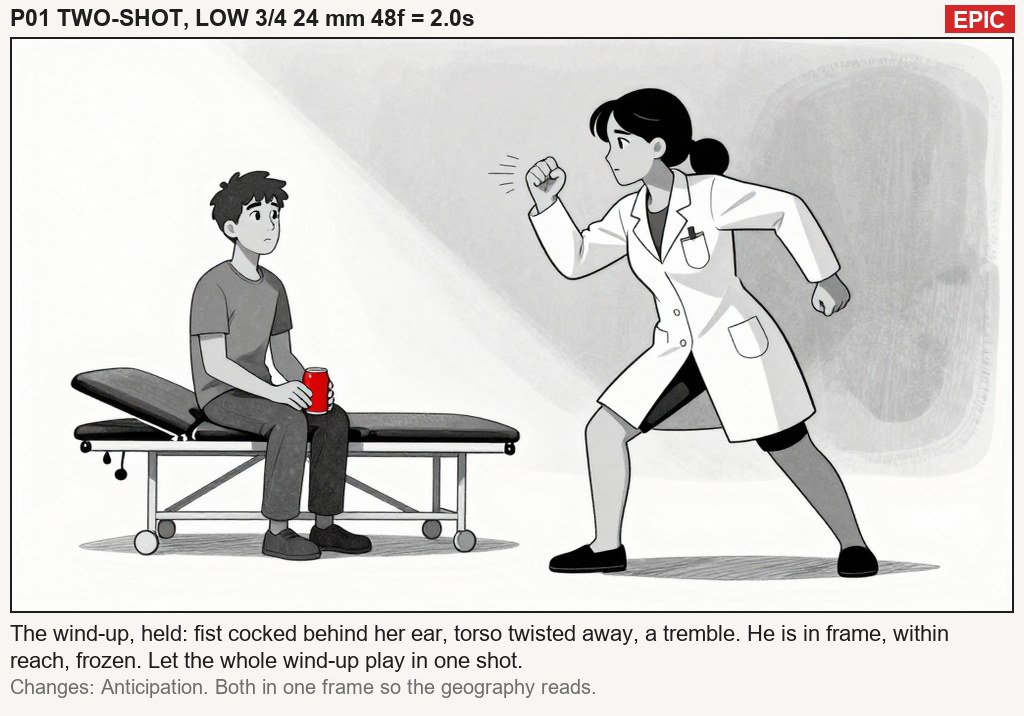 P01 TWO-SHOT, LOW 3/4 24 mm 48f = 2.0s
EPIC
The wind-up, held: fist cocked behind her ear, torso twisted away, a tremble. He is in frame, within
reach, frozen. Let the whole wind-up play in one shot.
Changes: Anticipation. Both in one frame so the geography reads.